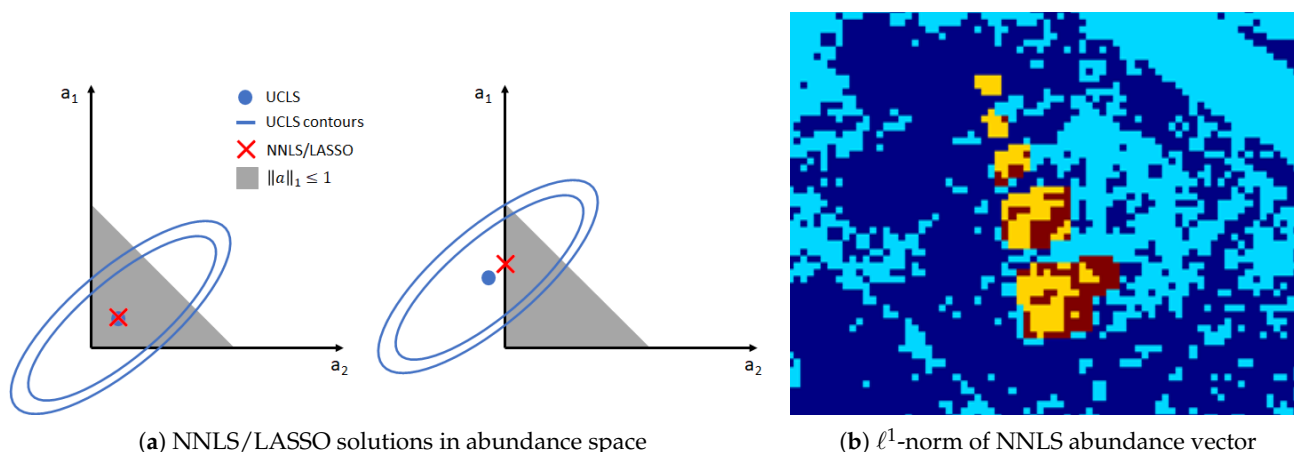 a₁
UCLS
UCLS contours
NNLS/LASSO
‖a‖₁ ≤ 1
a₂
a₁
a₂
(a) NNLS/LASSO solutions in abundance space
(b) ℓ¹-norm of NNLS abundance vector